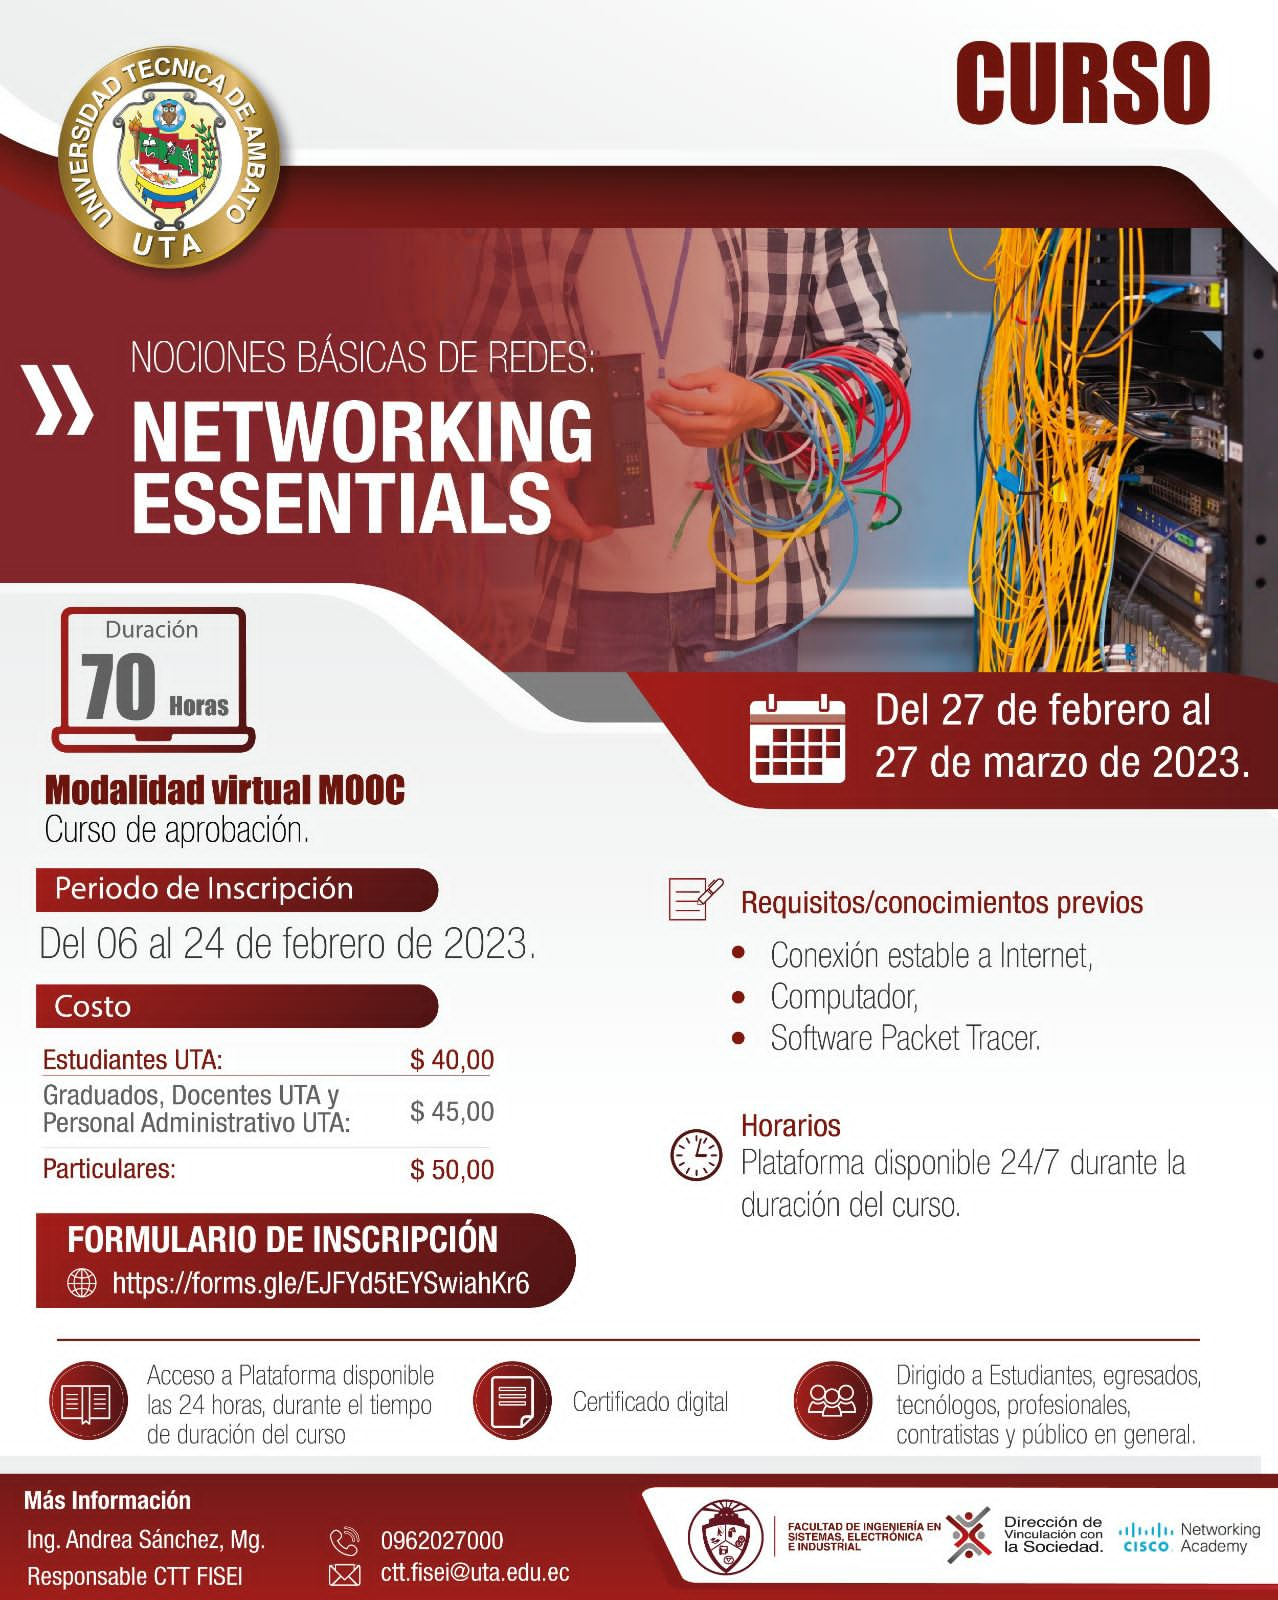 UNIVERSIDAD TECNICA DE AMBATO
UTA
CURSO
NOCIONES BÁSICAS DE REDES:
NETWORKING
ESSENTIALS
Duración
70 Horas
Del 27 de febrero al
27 de marzo de 2023.
Modalidad virtual MOOC
Curso de aprobación.
Periodo de Inscripción
Del 06 al 24 de febrero de 2023.
Costo
Estudiantes UTA: $ 40,00
Graduados, Docentes UTA y
Personal Administrativo UTA: $ 45,00
Particulares: $ 50,00
FORMULARIO DE INSCRIPCIÓN
https://forms.gle/EJFYd5tEYSwiahKr6
Requisitos/conocimientos previos
• Conexión estable a Internet,
• Computador,
• Software Packet Tracer.
Horarios
Plataforma disponible 24/7 durante la
duración del curso.
Acceso a Plataforma disponible
las 24 horas, durante el tiempo
de duración del curso
Certificado digital
Dirigido a Estudiantes, egresados,
tecnólogos, profesionales,
contratistas y público en general.
Más Información
Ing. Andrea Sánchez, Mg.
Responsable CTT FISEI
0962027000
ctt.fisei@uta.edu.ec
FACULTAD DE INGENIERÍA EN
SISTEMAS, ELECTRÓNICA
E INDUSTRIAL
Dirección de
Vinculación con
la Sociedad.
CISCO
Networking
Academy